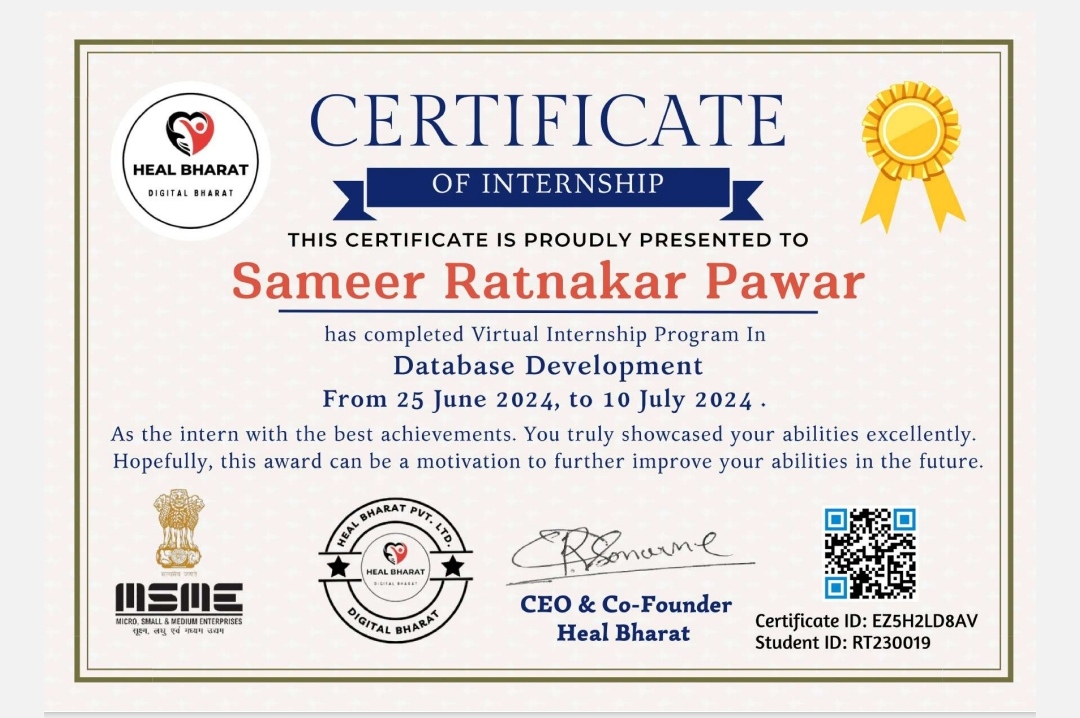 HEAL BHARAT
DIGITAL BHARAT
CERTIFICATE
OF INTERNSHIP
THIS CERTIFICATE IS PROUDLY PRESENTED TO
Sameer Ratnakar Pawar
has completed Virtual Internship Program In
Database Development
From 25 June 2024, to 10 July 2024 .
As the intern with the best achievements. You truly showcased your abilities excellently.
Hopefully, this award can be a motivation to further improve your abilities in the future.
सत्यमेव जयते
MSME
MICRO, SMALL & MEDIUM ENTERPRISES
सूक्ष्म, लघु एवं मध्यम उद्यम
HEAL BHARAT PVT. LTD.
HEAL BHARAT
DIGITAL BHARAT
DIGITAL BHARAT
CEO & Co-Founder
Heal Bharat
Certificate ID: EZ5H2LD8AV
Student ID: RT230019